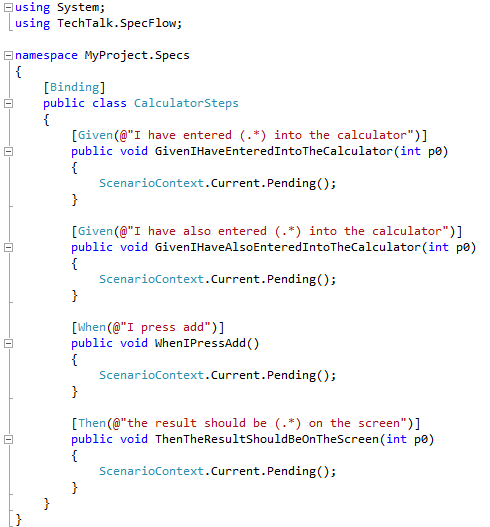 using System;
using TechTalk.SpecFlow;
namespace MyProject.Specs
{
[Binding]
public class CalculatorSteps
{
[Given(@"I have entered (.*) into the calculator")]
public void GivenIHaveEnteredIntoTheCalculator(int p0)
{
ScenarioContext.Current.Pending();
}
[Given(@"I have also entered (.*) into the calculator")]
public void GivenIHaveAlsoEnteredIntoTheCalculator(int p0)
{
ScenarioContext.Current.Pending();
}
[When(@"I press add")]
public void WhenIPressAdd()
{
ScenarioContext.Current.Pending();
}
[Then(@"the result should be (.*) on the screen")]
public void ThenTheResultShouldBeOnTheScreen(int p0)
{
ScenarioContext.Current.Pending();
}
}
}